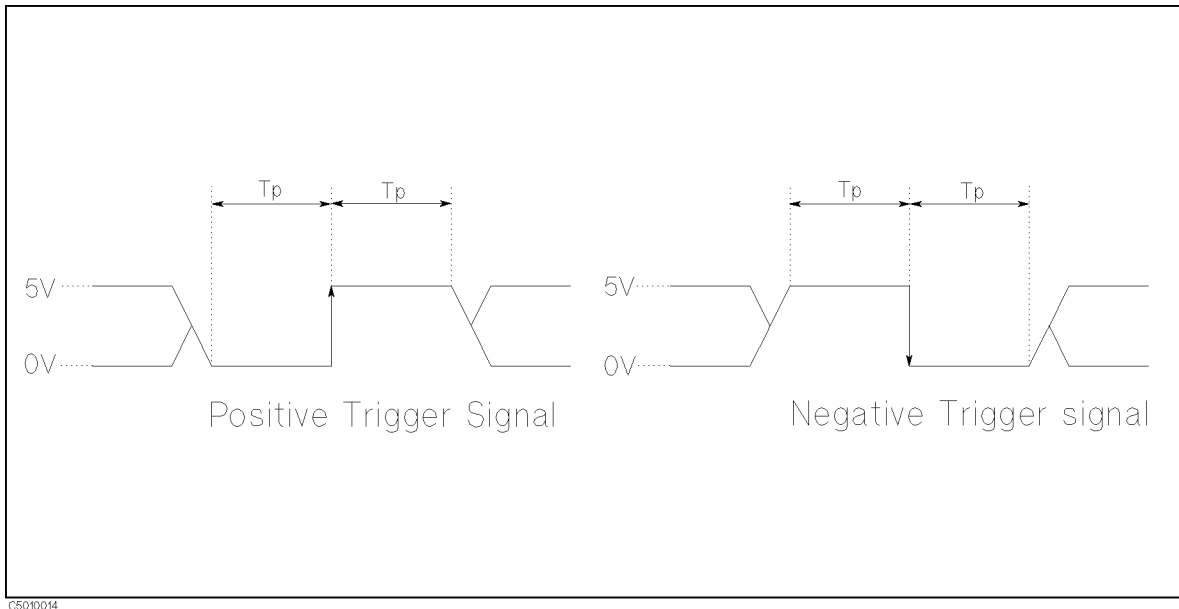 Tp Tp Tp Tp
5V 5V
0V 0V
Positive Trigger Signal Negative Trigger signal
C5010014